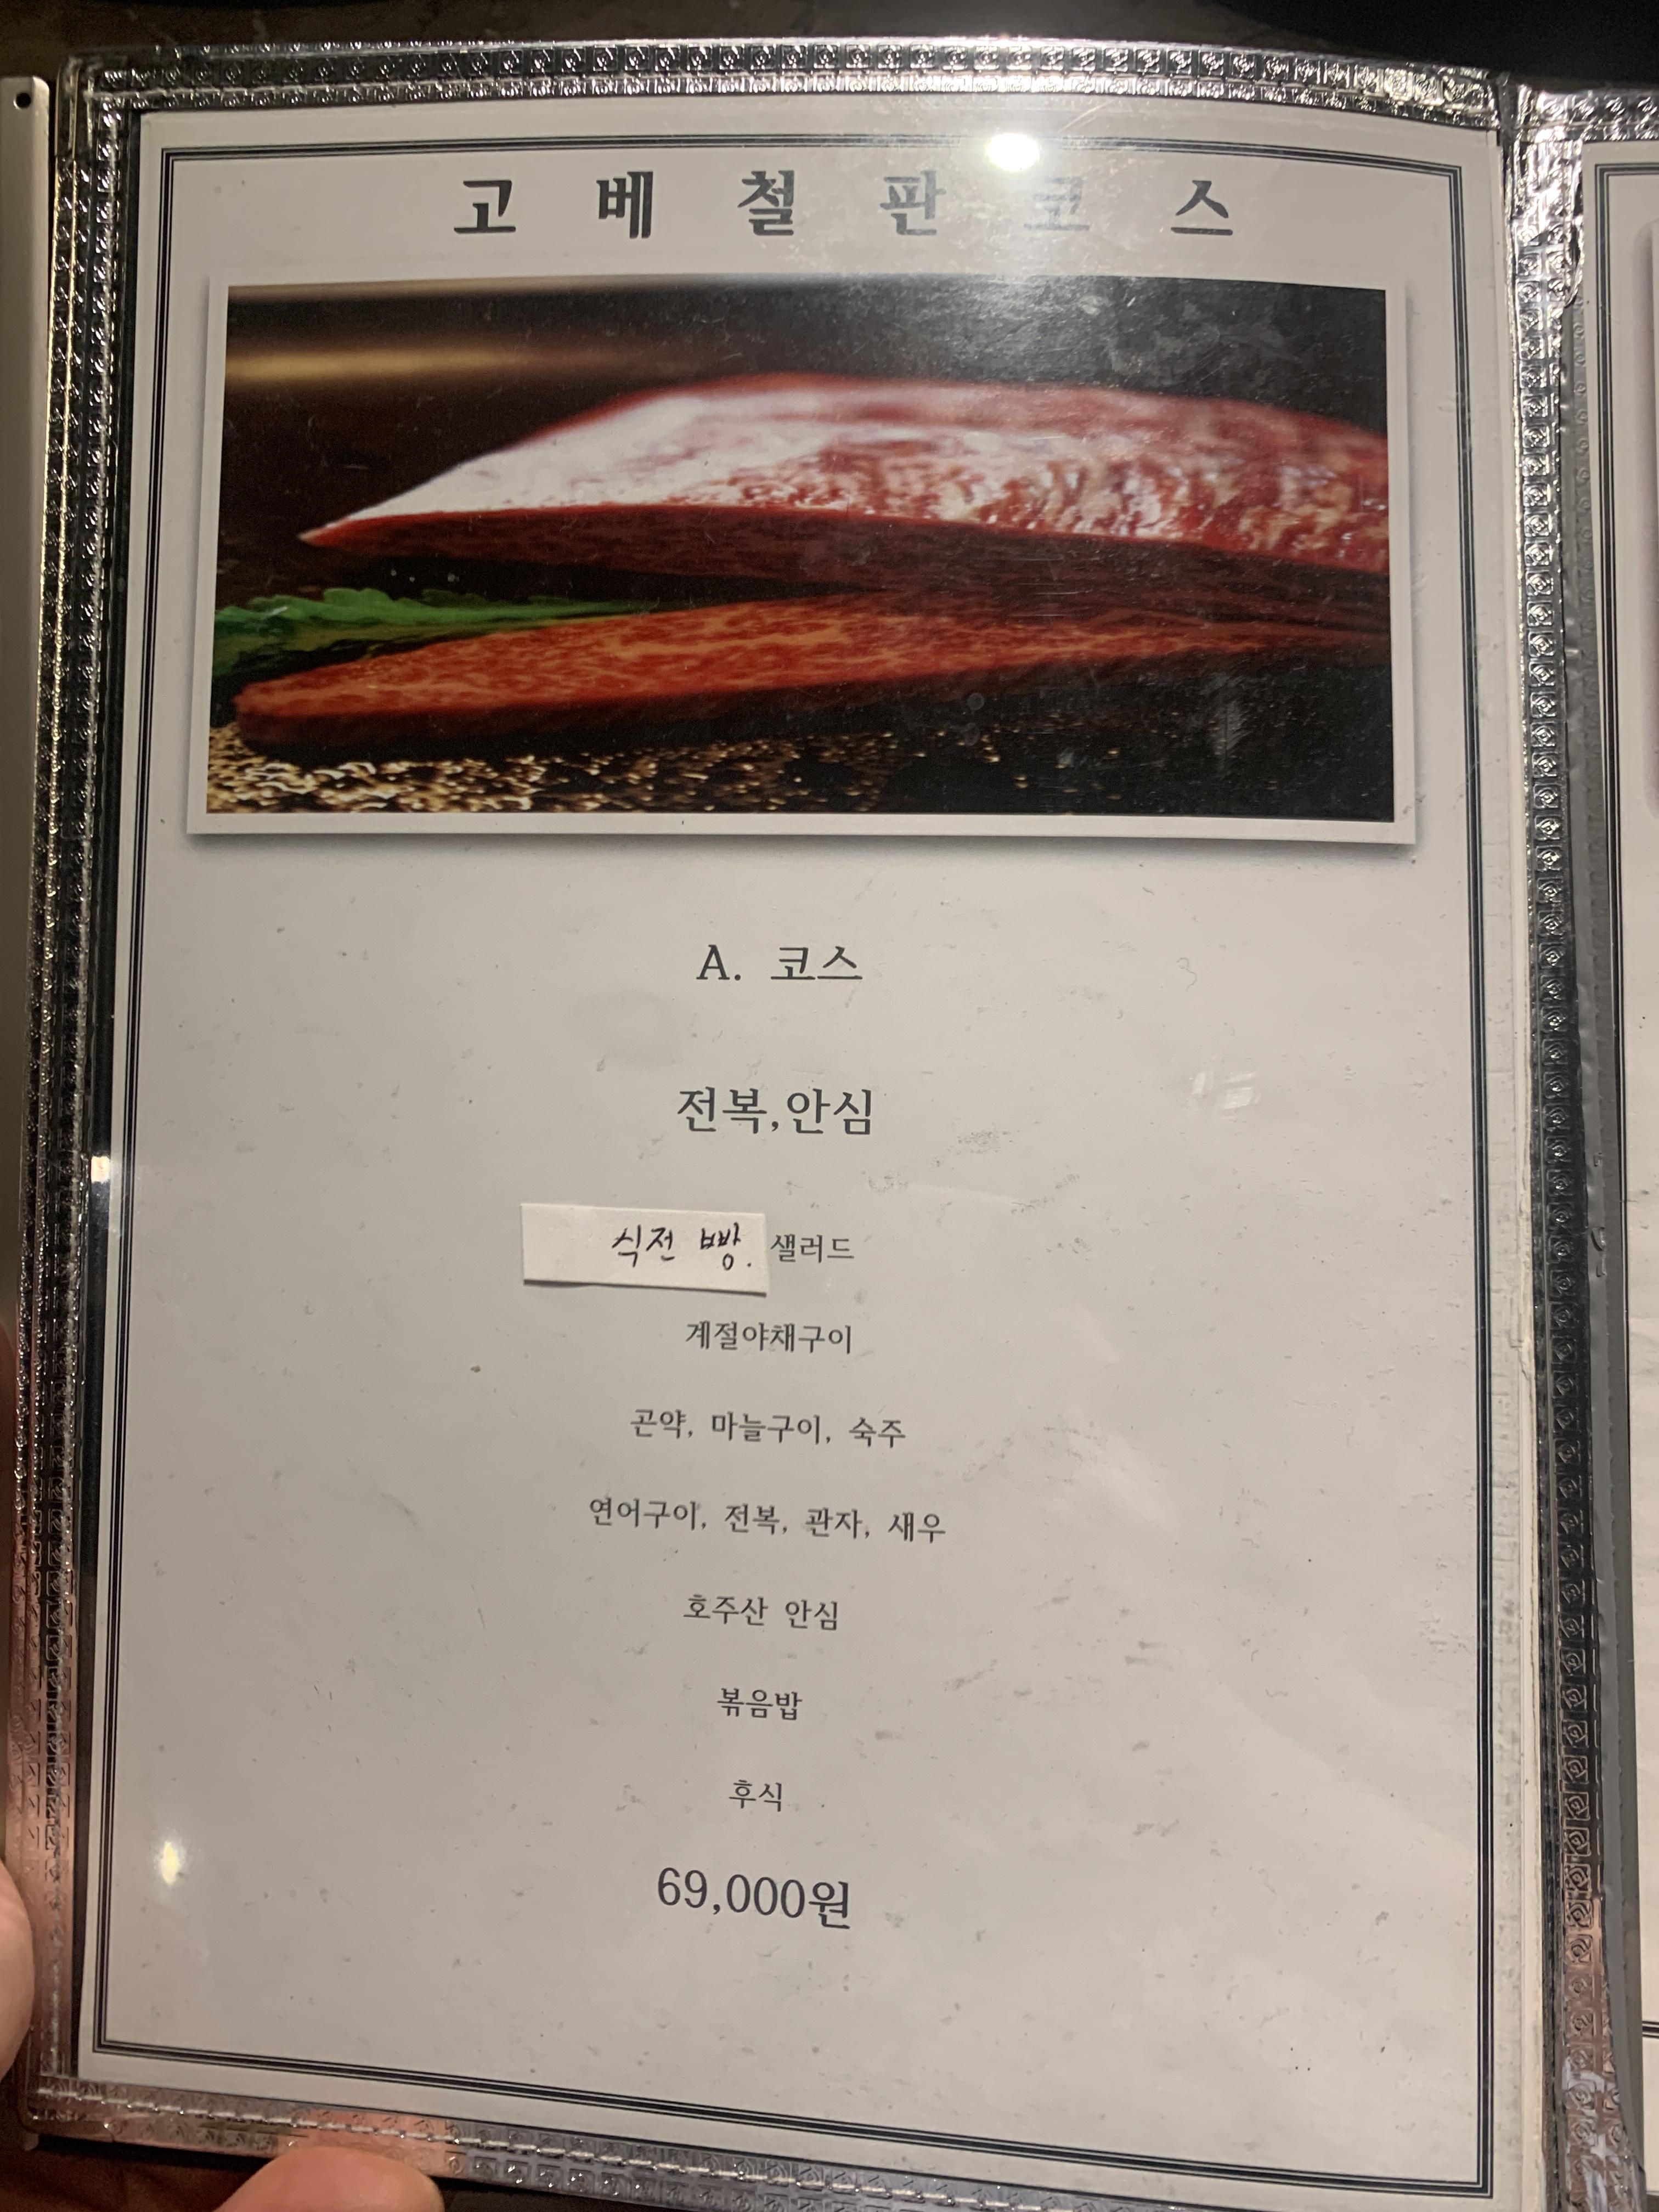 고 베 철 판 코 스
A. 코스
전복,안심
식전 빵. 샐러드
계절야채구이
곤약, 마늘구이, 숙주
연어구이, 전복, 관자, 새우
호주산 안심
볶음밥
후식
69,000원